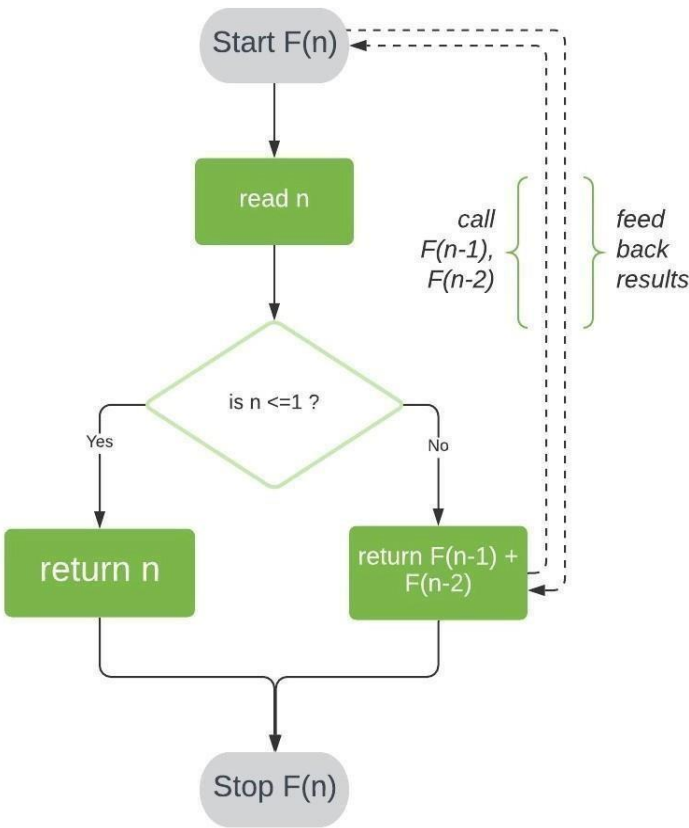 Start F(n)
read n
call
F(n-1),
F(n-2)
feed
back
results
is n <=1 ?
Yes
No
return n
return F(n-1) +
F(n-2)
Stop F(n)